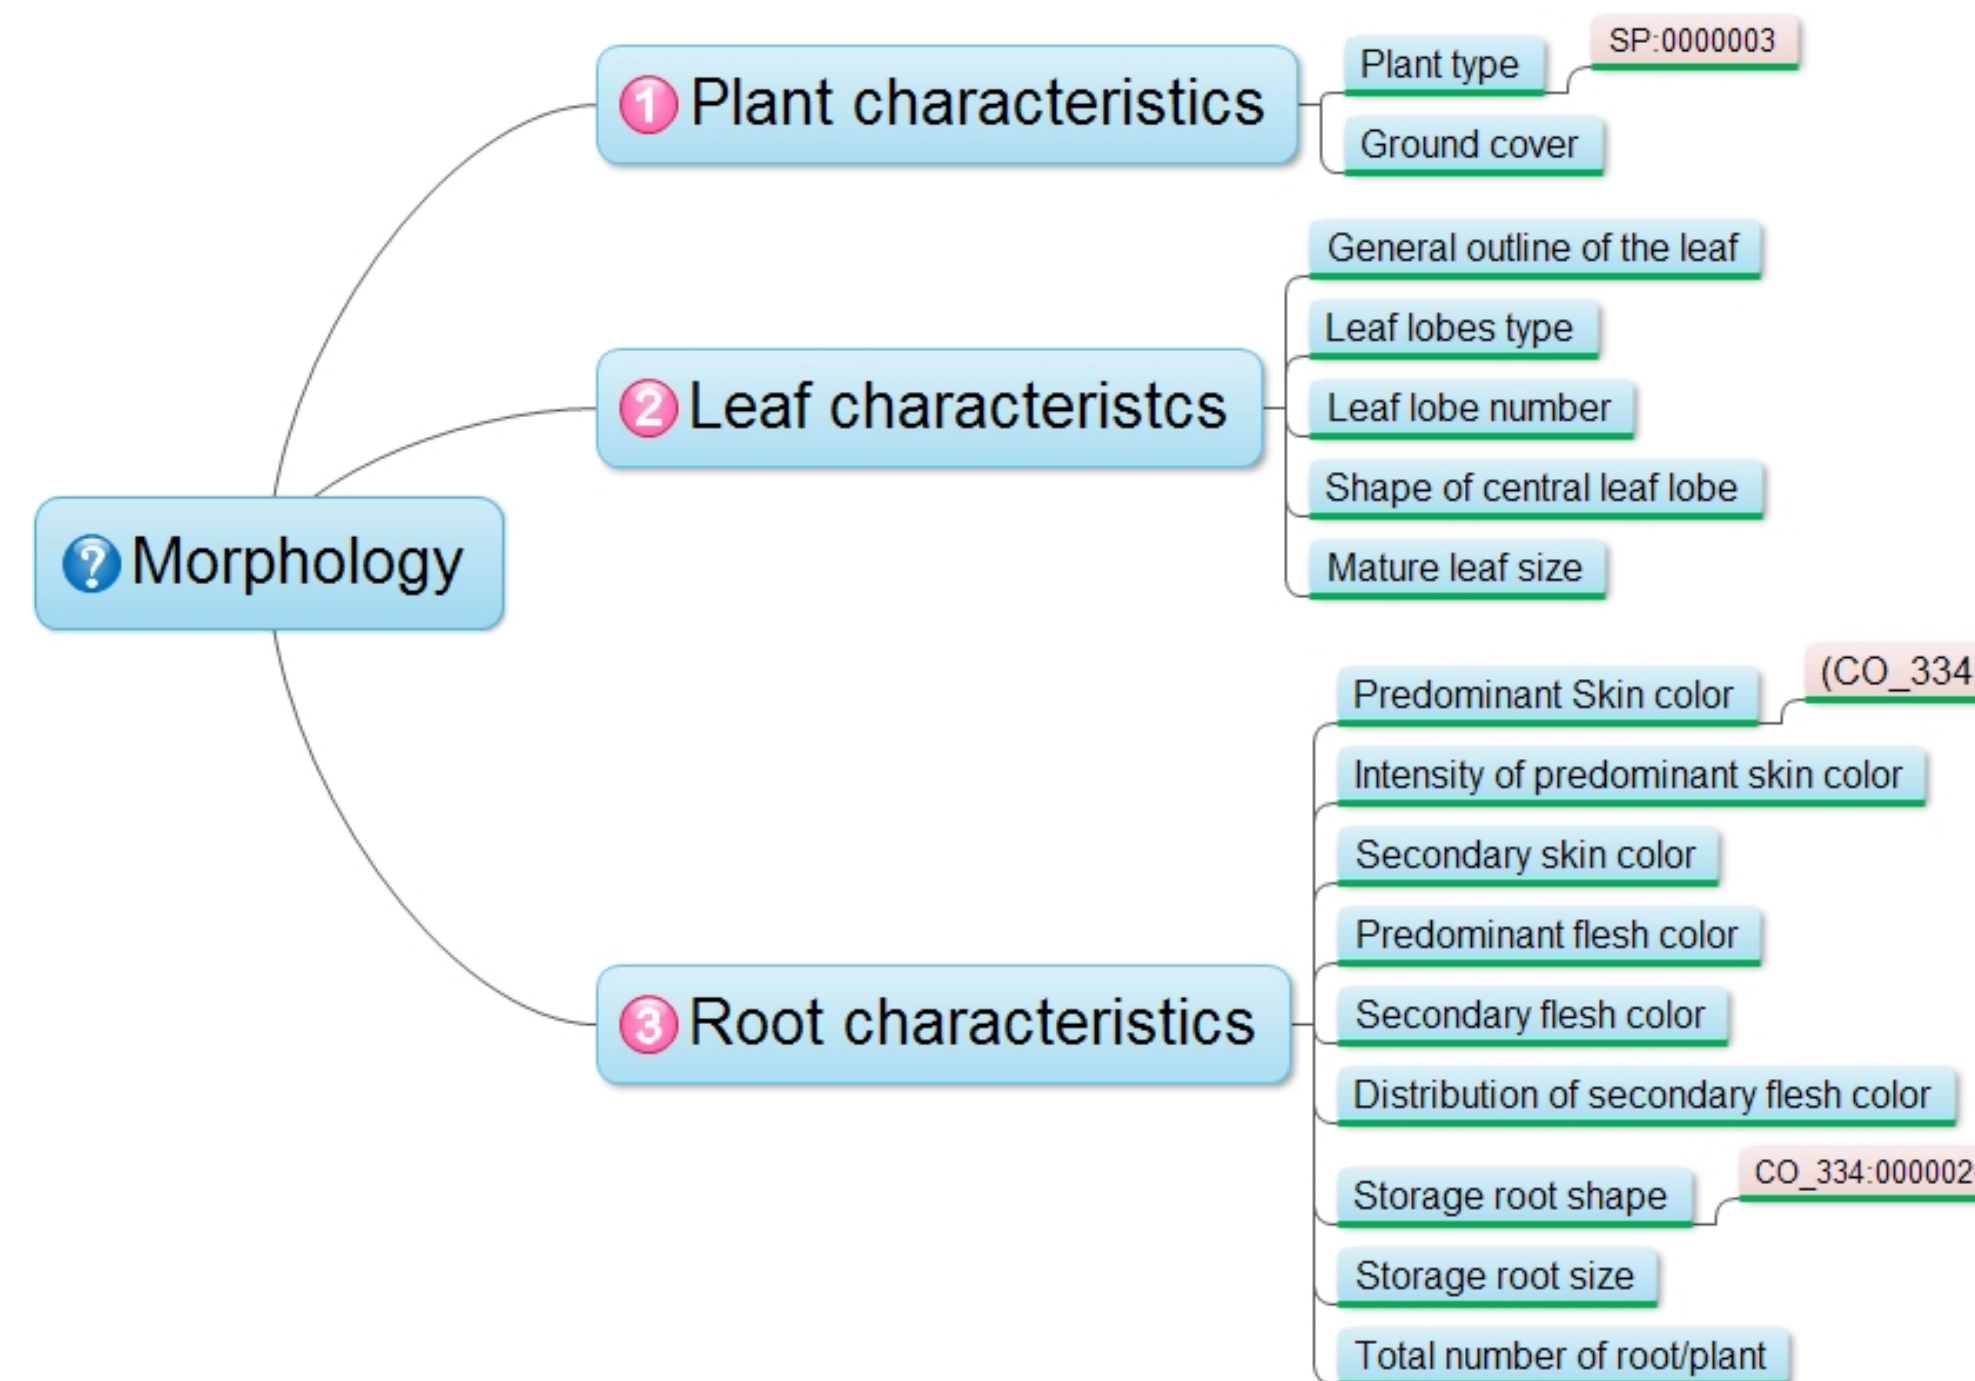 1 Plant characteristics
Plant type
SP:0000003
Ground cover
2 Leaf characteristcs
General outline of the leaf
Leaf lobes type
Leaf lobe number
Shape of central leaf lobe
Mature leaf size
? Morphology
3 Root characteristics
Predominant Skin color
(CO_334
Intensity of predominant skin color
Secondary skin color
Predominant flesh color
Secondary flesh color
Distribution of secondary flesh color
Storage root shape
CO_334:000002
Storage root size
Total number of root/plant